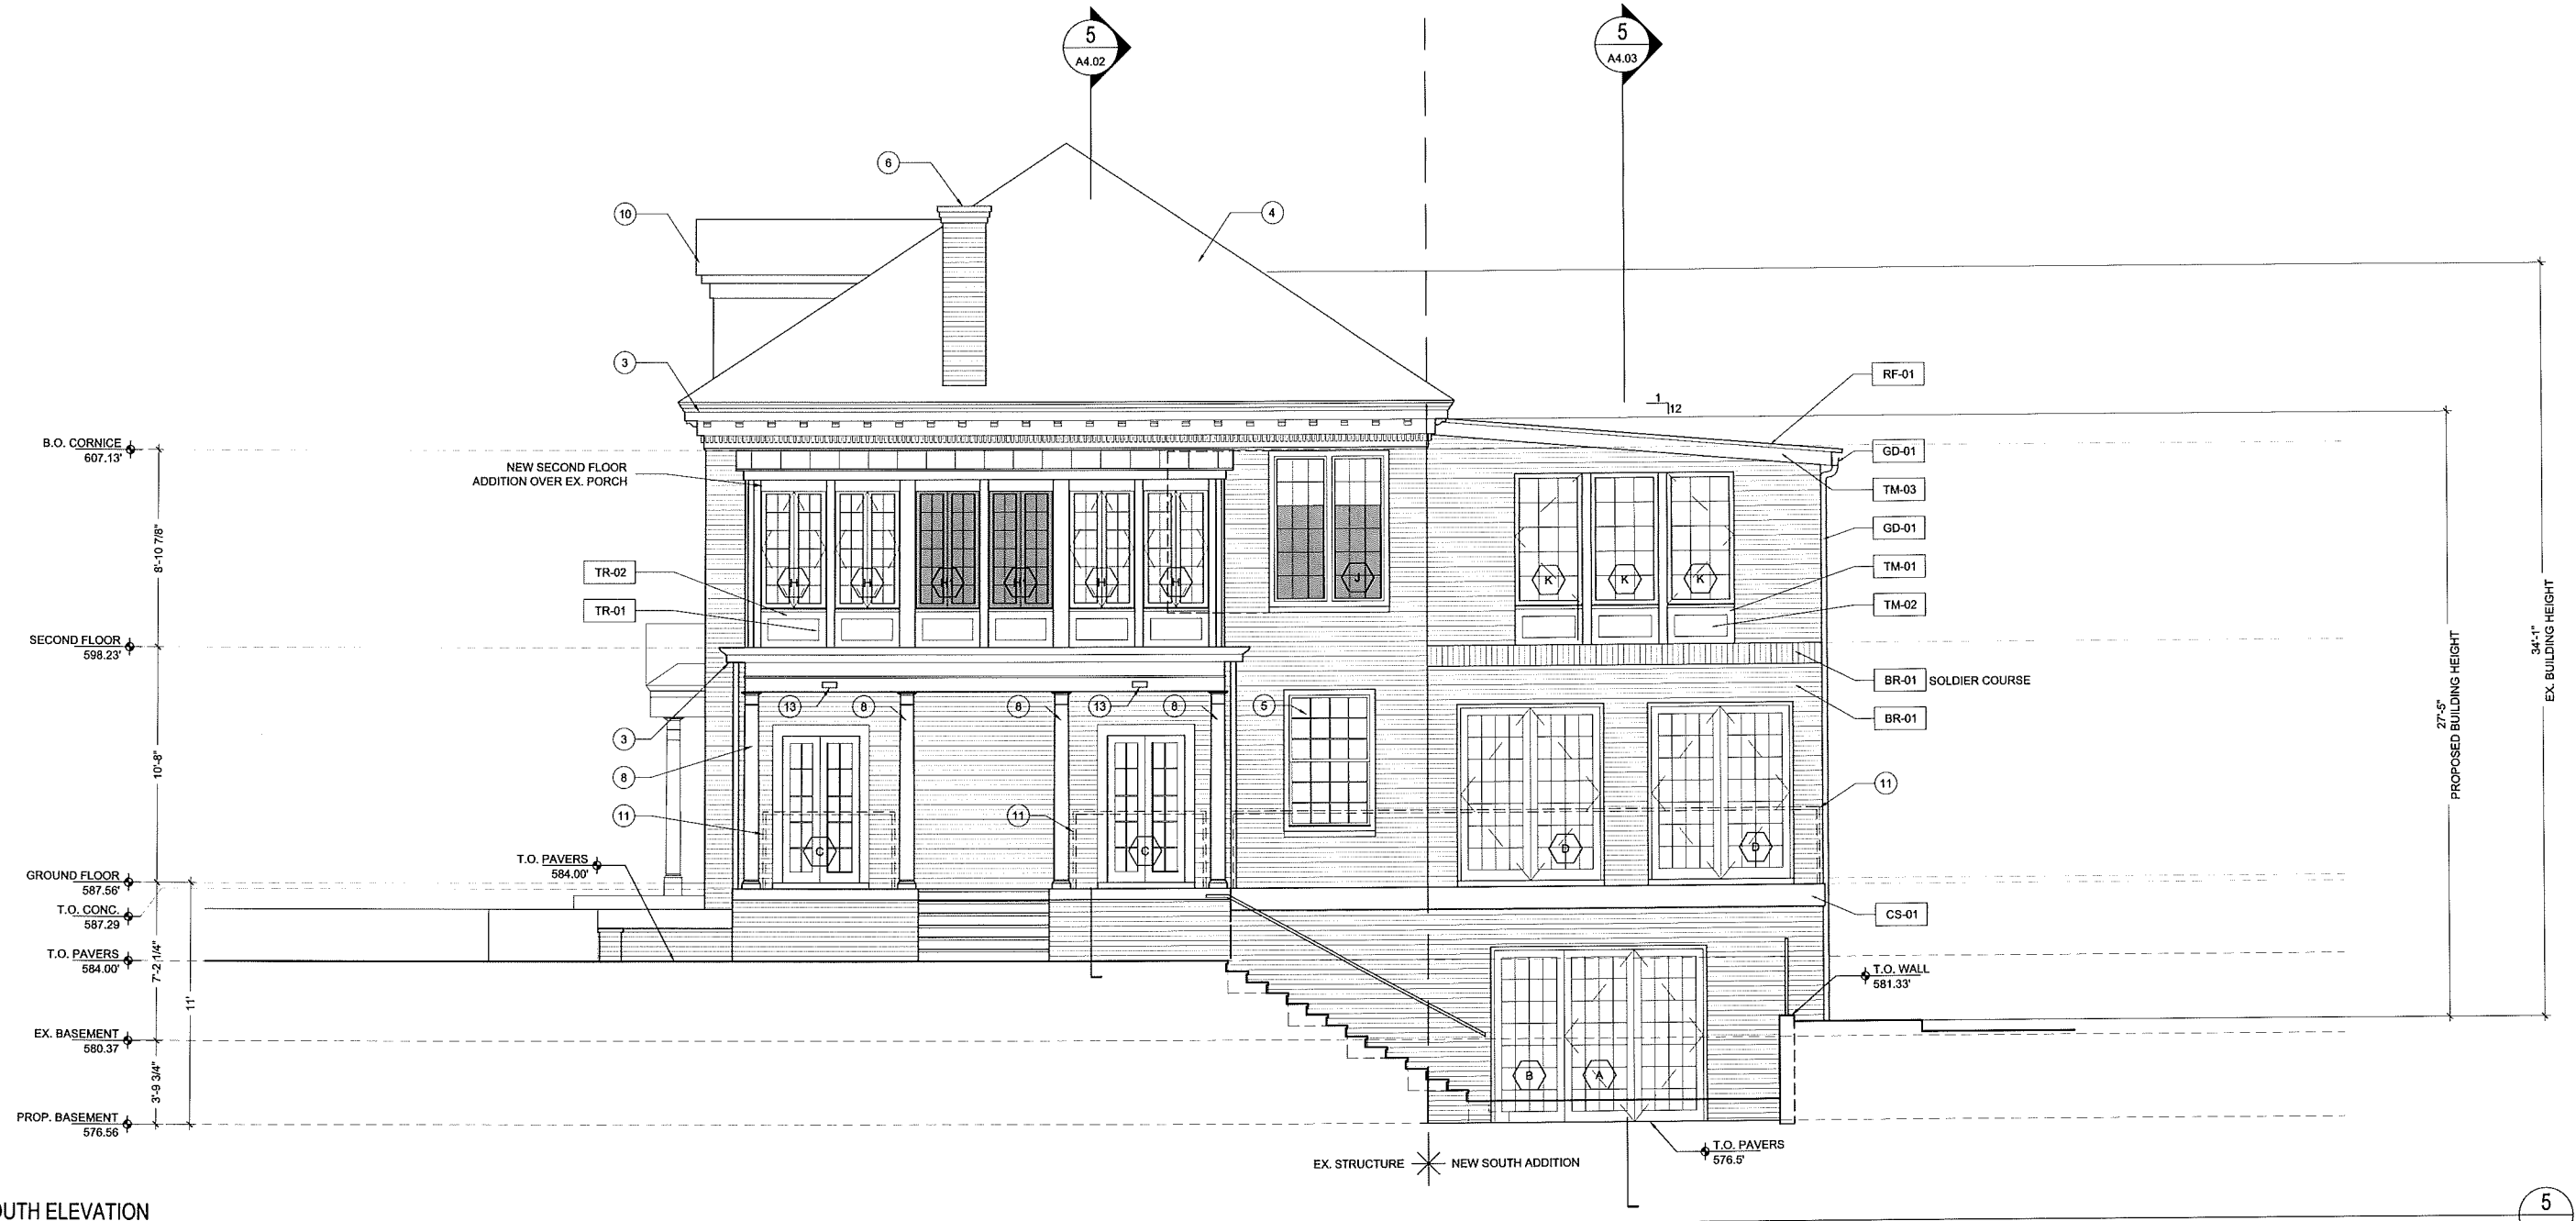 5
A4.02
5
A4.03
6
10
4
3
RF-01
1
12
B.O. CORNICE
607.13'
GD-01
NEW SECOND FLOOR
ADDITION OVER EX. PORCH
TM-03
8'-10 7/8"
GD-01
H
H
H1
H1
H
H
J
K
K
K
TR-02
TM-01
TR-01
TM-02
SECOND FLOOR
598.23'
34'-1"
EX. BUILDING HEIGHT
27'-5"
PROPOSED BUILDING HEIGHT
BR-01
SOLDIER COURSE
13
8
8
13
8
5
BR-01
3
10'-8"
8
11
11
11
C
C
D
D
T.O. PAVERS
584.00'
GROUND FLOOR
587.56'
T.O. CONC.
587.29
CS-01
T.O. PAVERS
584.00'
7'-2 1/4"
11'
T.O. WALL
581.33'
EX. BASEMENT
580.37
3'-9 3/4"
B
A
PROP. BASEMENT
576.56
T.O. PAVERS
576.5'
EX. STRUCTURE
NEW SOUTH ADDITION
OUTH ELEVATION
5